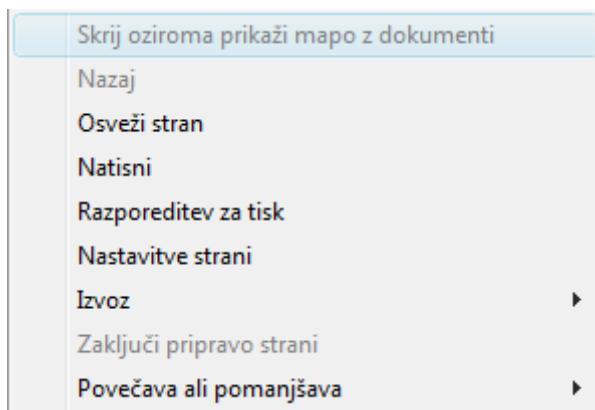 Skrij oziroma prikaži mapo z dokumenti
Nazaj
Osveži stran
Natisni
Razporeditev za tisk
Nastavitve strani
Izvoz
Zaključi pripravo strani
Povečava ali pomanjšava